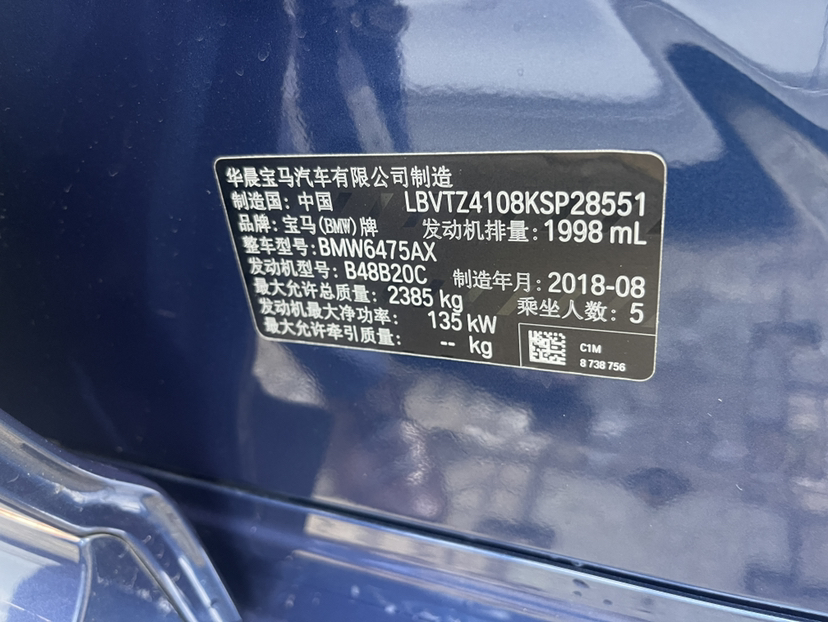 华晨宝马汽车有限公司制造
制造国: 中国 LBVTZ4108KSP28551
品牌: 宝马(BMW)牌 发动机排量: 1998 mL
整车型号: BMW6475AX
发动机型号: B48B20C 制造年月: 2018-08
最大允许总质量: 2385 kg 乘坐人数: 5
发动机最大净功率: 135 kW
最大允许牵引质量: -- kg
C1M
8 738 756